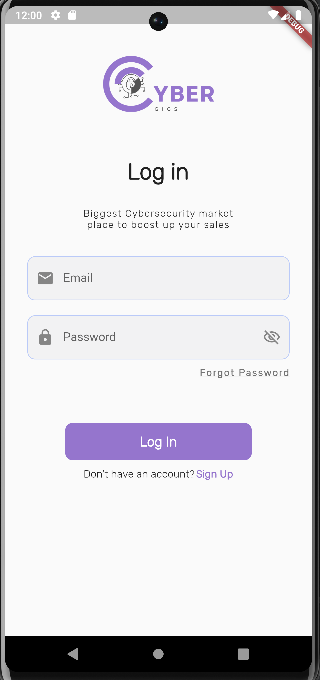 12:00
DEBUG
CYBER
GIGS
Log in
Biggest Cybersecurity market
place to boost up your sales
Email
Password
Forgot Password
Log In
Don't have an account? Sign Up